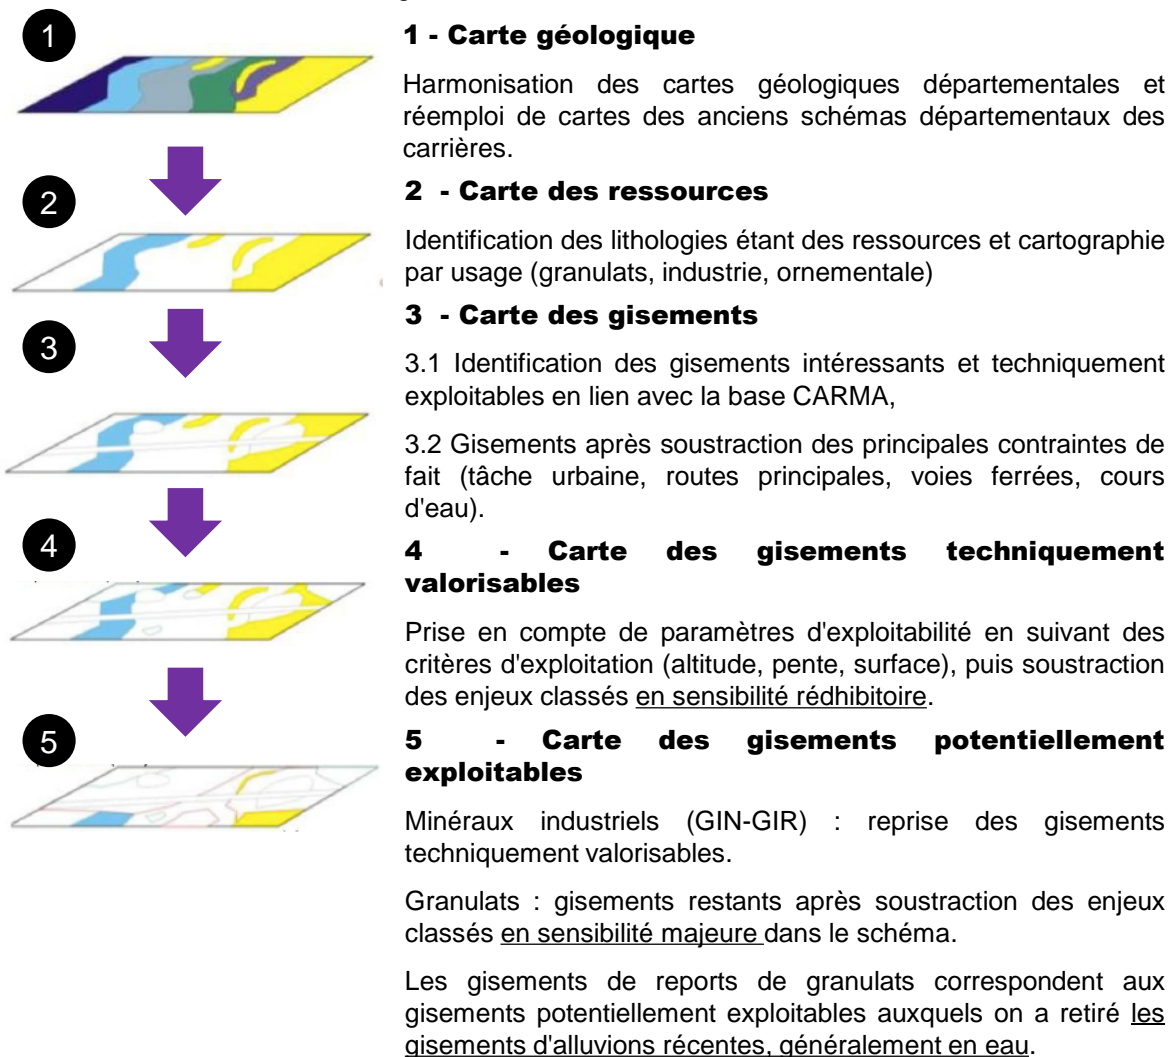 1
1 - Carte géologique
Harmonisation des cartes géologiques départementales et
réemploi de cartes des anciens schémas départementaux des
carrières.
2
2 - Carte des ressources
Identification des lithologies étant des ressources et cartographie
par usage (granulats, industrie, ornementale)
3
3 - Carte des gisements
3.1 Identification des gisements intéressants et techniquement
exploitables en lien avec la base CARMA,
3.2 Gisements après soustraction des principales contraintes de
fait (tâche urbaine, routes principales, voies ferrées, cours
d'eau).
4
4 - Carte des gisements techniquement
valorisables
Prise en compte de paramètres d'exploitabilité en suivant des
critères d'exploitation (altitude, pente, surface), puis soustraction
des enjeux classés en sensibilité rédhibitoire.
5
5 - Carte des gisements potentiellement
exploitables
Minéraux industriels (GIN-GIR) : reprise des gisements
techniquement valorisables.
Granulats : gisements restants après soustraction des enjeux
classés en sensibilité majeure dans le schéma.
Les gisements de reports de granulats correspondent aux
gisements potentiellement exploitables auxquels on a retiré les
gisements d'alluvions récentes, généralement en eau.